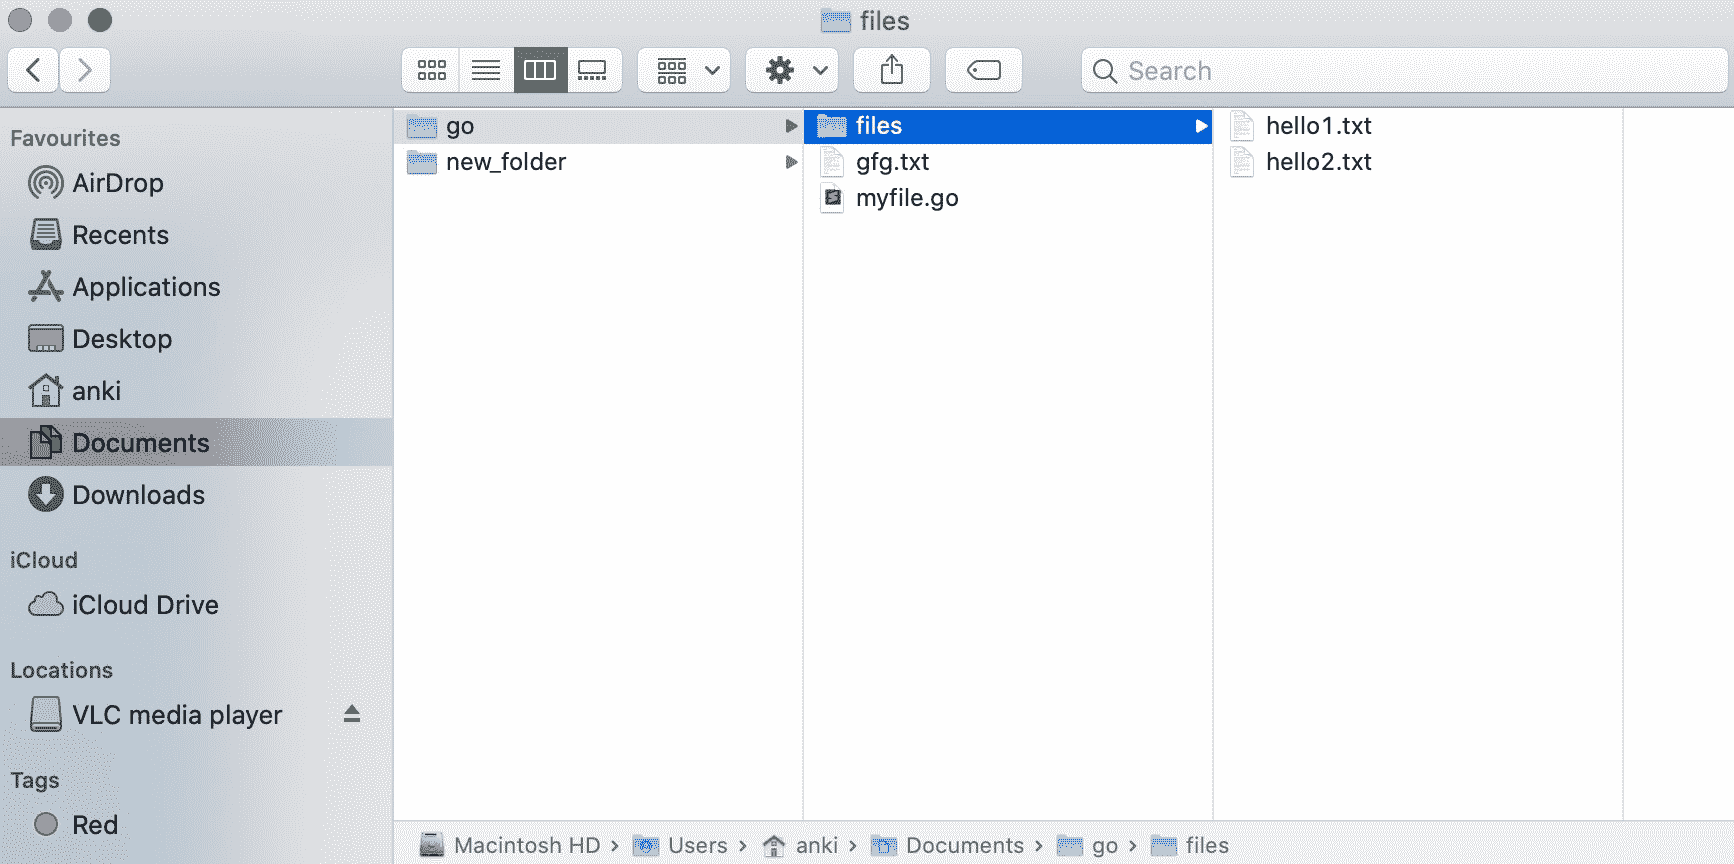 files
Search
Favourites
AirDrop
Recents
Applications
Desktop
anki
Documents
Downloads
iCloud
iCloud Drive
Locations
VLC media player
Tags
Red
go
new_folder
files
gfg.txt
myfile.go
hello1.txt
hello2.txt
Macintosh HD › Users › anki › Documents › go › files